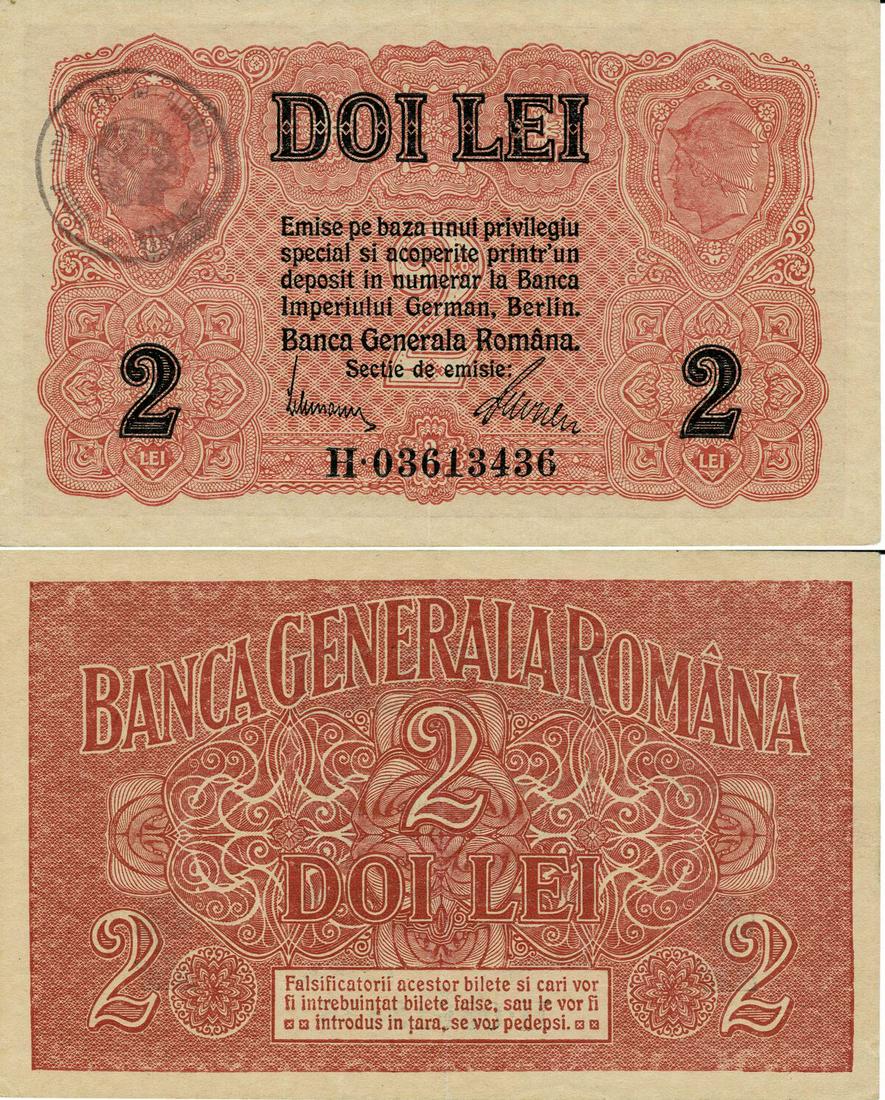 DOI LEI
Emise pe baza unui privilegiu
special si acoperite printr'un
deposit in numerar la Banca
Imperiului German, Berlin.
Banca Generala Româna.
Sectie de emisie:
2
2
2
LEI
LEI
H·03613436
BANCA GENERALA ROMÂNA
2
DOI LEI
2
2
Falsificatorii acestor bilete si cari vor
fi intrebuințat bilete false, sau le vor fi
introdus in țara, se vor pedepsi.